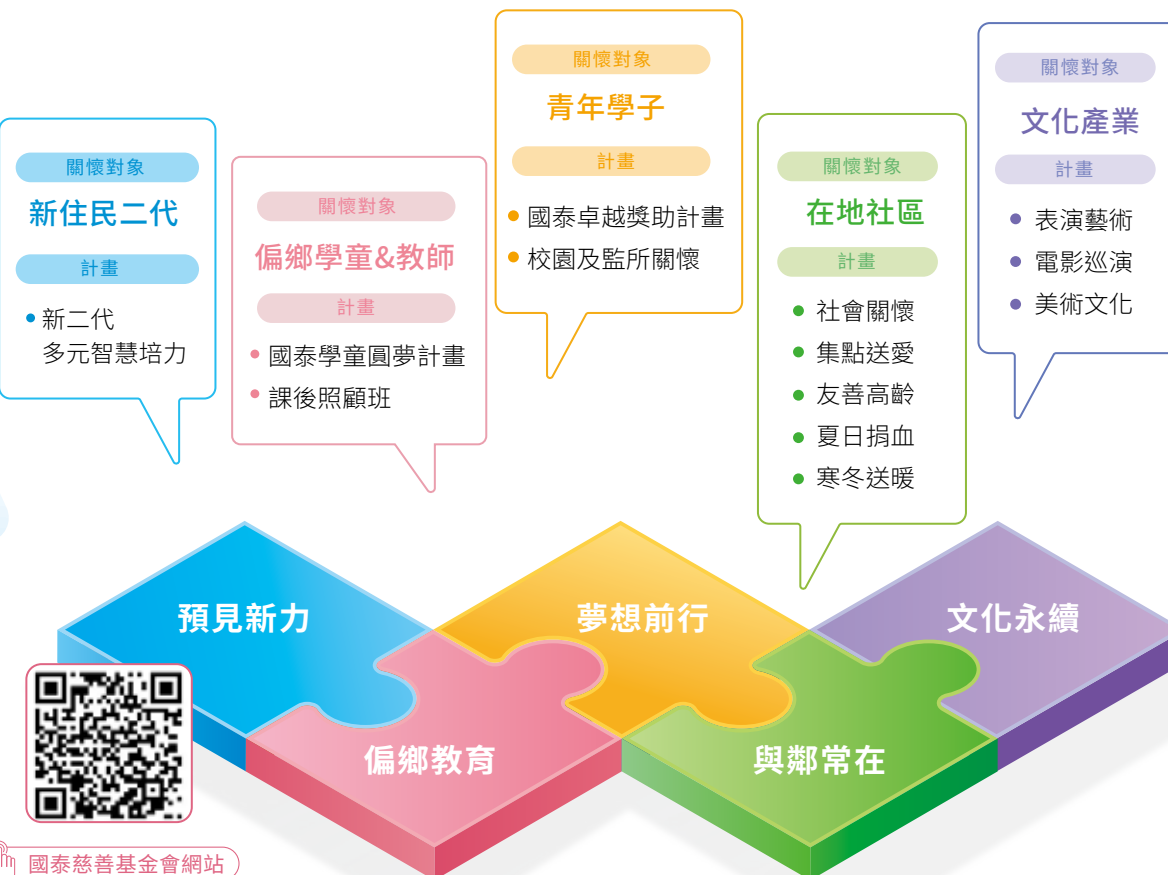 關懷對象
新住民二代
計畫
新二代
多元智慧培力
關懷對象
偏鄉學童&教師
計畫
國泰學童圓夢計畫
課後照顧班
關懷對象
青年學子
計畫
國泰卓越獎助計畫
校園及監所關懷
關懷對象
在地社區
計畫
社會關懷
集點送愛
友善高齡
夏日捐血
寒冬送暖
關懷對象
文化產業
計畫
表演藝術
電影巡演
美術文化
預見新力
偏鄉教育
夢想前行
與鄰常在
文化永續
國泰慈善基金會網站